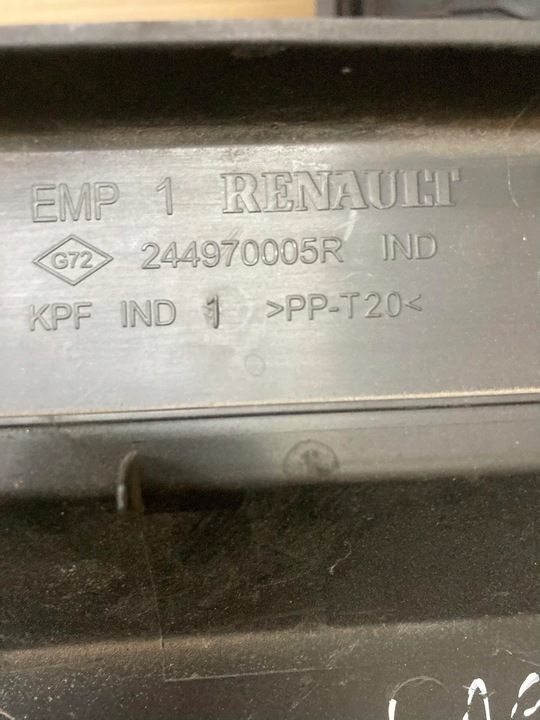 EMP 1 RENAULT
G72 244970005R IND
KPF IND 1 >PP-T20<